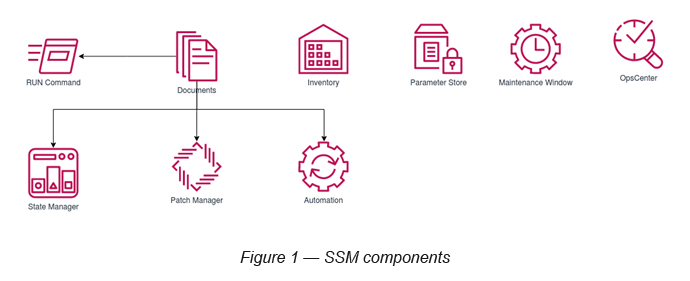 RUN Command
Documents
Inventory
Parameter Store
Maintenance Window
OpsCenter
State Manager
Patch Manager
Automation
Figure 1 — SSM components